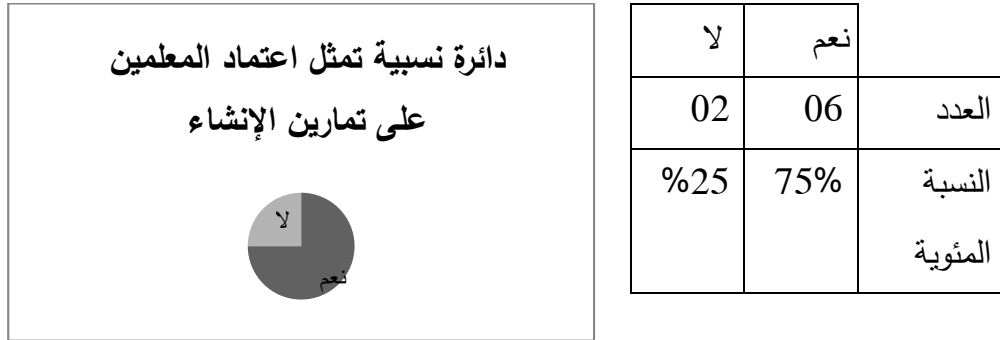 نعم لا
العدد 06 02
النسبة المئوية 75% %25
دائرة نسبية تمثل اعتماد المعلمين
على تمارين الإنشاء
لا
نعم